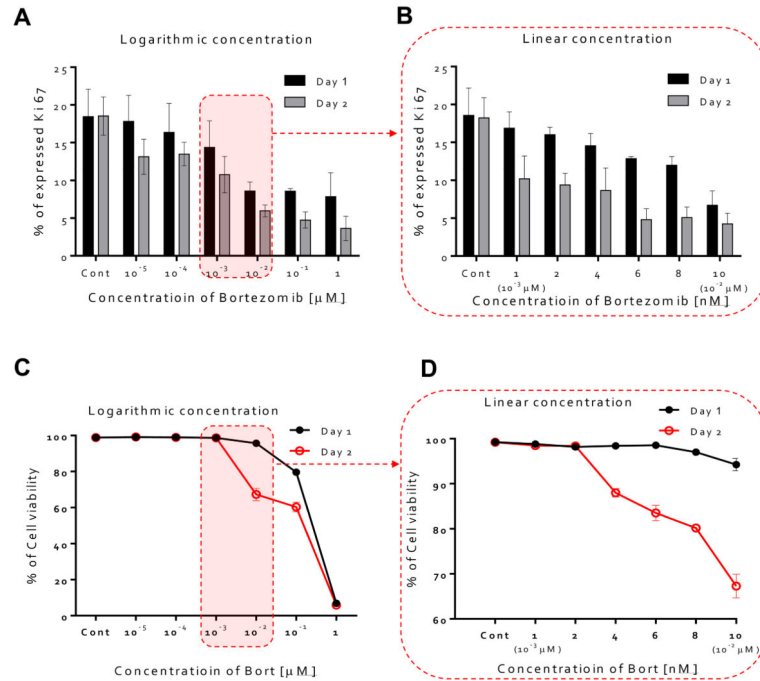 A
Logarithmic concentration
Day 1
Day 2
% of expressed Ki67
25
20
15
10
5
0
Cont 10-5 10-4 10-3 10-2 10-1 1
Concentratioin of Bortezomib [µM]
B
Linear concentration
Day 1
Day 2
% of expressed Ki67
25
20
15
10
5
0
Cont 1 2 4 6 8 10
(10-3 µM) (10-2 µM)
Concentratioin of Bortezomib [nM]
C
Logarithmic concentration
Day 1
Day 2
% of Cell viability
100
80
60
40
20
0
Cont 10-5 10-4 10-3 10-2 10-1 1
Concentratioin of Bort [µM]
D
Linear concentration
Day 1
Day 2
% of Cell viability
100
90
80
70
60
Cont 1 2 4 6 8 10
(10-3 µM) (10-2 µM)
Concentratioin of Bort [nM]